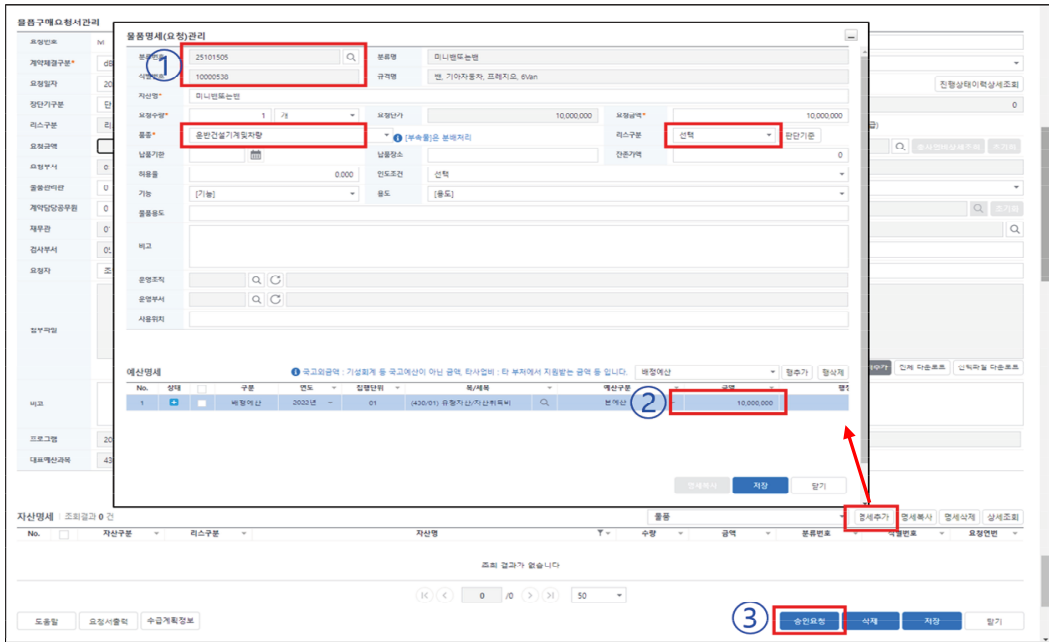 물품구매요청서관리
물품명세(요청)관리
요청번호
계약체결구분*
요청일자
장단기구분
리스구분
요청금액
요청부서
물품관리관
계약담당공무원
재무관
검사부서
요청자
첨부파일
비고
프로그램
대표예산과목
①
분류번호 25101505 분류명 미니밴또는밴
식별번호 10000538 규격명 밴, 기아자동차, 프레지오, 6Van
자산명* 미니밴또는밴
요청수량* 1 개 요청단가 10,000,000 요청금액* 10,000,000
품종* 운반건설기계및차량 [부속물]은 분배처리 리스구분 선택 판단기준
납품기한 납품장소 잔존가액 0
허용율 0.000 인도조건 선택
기능 [기능] 용도 [용도]
물품용도
비고
운영조직
운영부서
사용위치
진행상태이력상세조회
0
예산명세 국고외금액 : 기성회계 등 국고예산이 아닌 금액, 타사업비 : 타 부처에서 지원받는 금액 등 입니다. 배정예산 행추가 행삭제
No. 상태 구분 연도 집행단위 목/세목 예산구분 금액
1 배정예산 2022년 01 (430/01) 유형자산/자산취득비 본예산 10,000,000
②
명세복사 저장 닫기
전체 다운로드 선택파일 다운로드
자산명세 조회결과 0 건 물품 명세추가 명세복사 명세삭제 상세조회
No. 자산구분 리스구분 자산명 수량 금액 분류번호 식별번호 요청연번
조회 결과가 없습니다
0 /0 50
③
도움말 요청서출력 수급계획정보 승인요청 삭제 저장 닫기